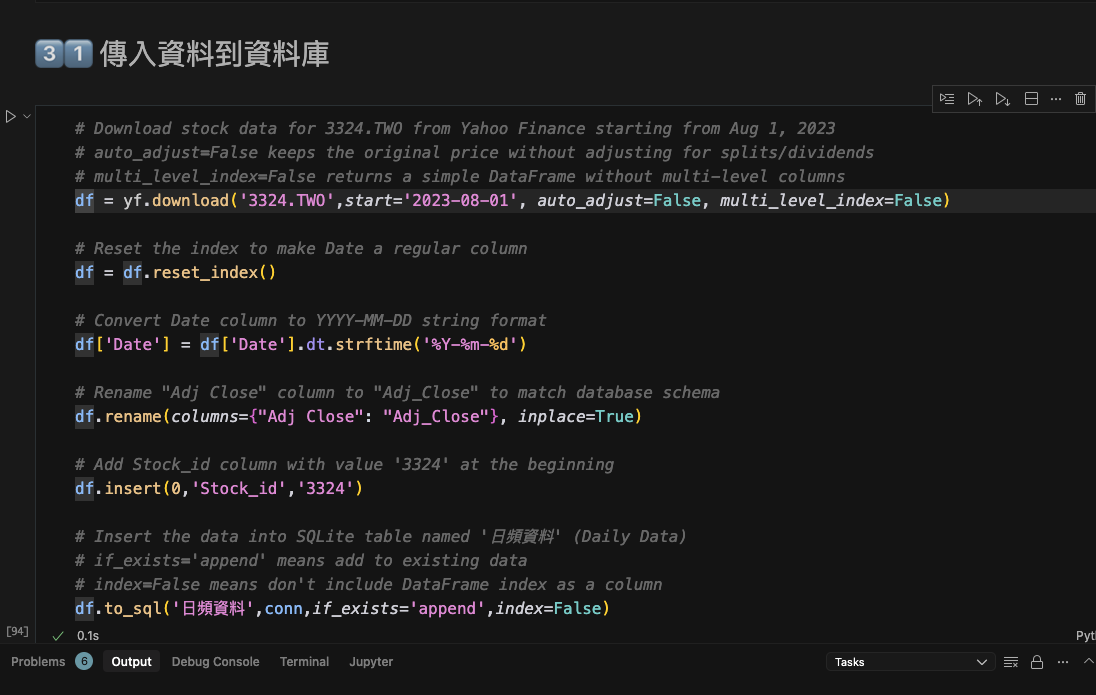 31 傳入資料到資料庫
# Download stock data for 3324.TWO from Yahoo Finance starting from Aug 1, 2023
# auto_adjust=False keeps the original price without adjusting for splits/dividends
# multi_level_index=False returns a simple DataFrame without multi-level columns
df = yf.download('3324.TWO',start='2023-08-01', auto_adjust=False, multi_level_index=False)
# Reset the index to make Date a regular column
df = df.reset_index()
# Convert Date column to YYYY-MM-DD string format
df['Date'] = df['Date'].dt.strftime('%Y-%m-%d')
# Rename "Adj Close" column to "Adj_Close" to match database schema
df.rename(columns={"Adj Close": "Adj_Close"}, inplace=True)
# Add Stock_id column with value '3324' at the beginning
df.insert(0,'Stock_id','3324')
# Insert the data into SQLite table named '日頻資料' (Daily Data)
# if_exists='append' means add to existing data
# index=False means don't include DataFrame index as a column
df.to_sql('日頻資料',conn,if_exists='append',index=False)
[94] 0.1s Pyt
Problems 6 Output Debug Console Terminal Jupyter Tasks